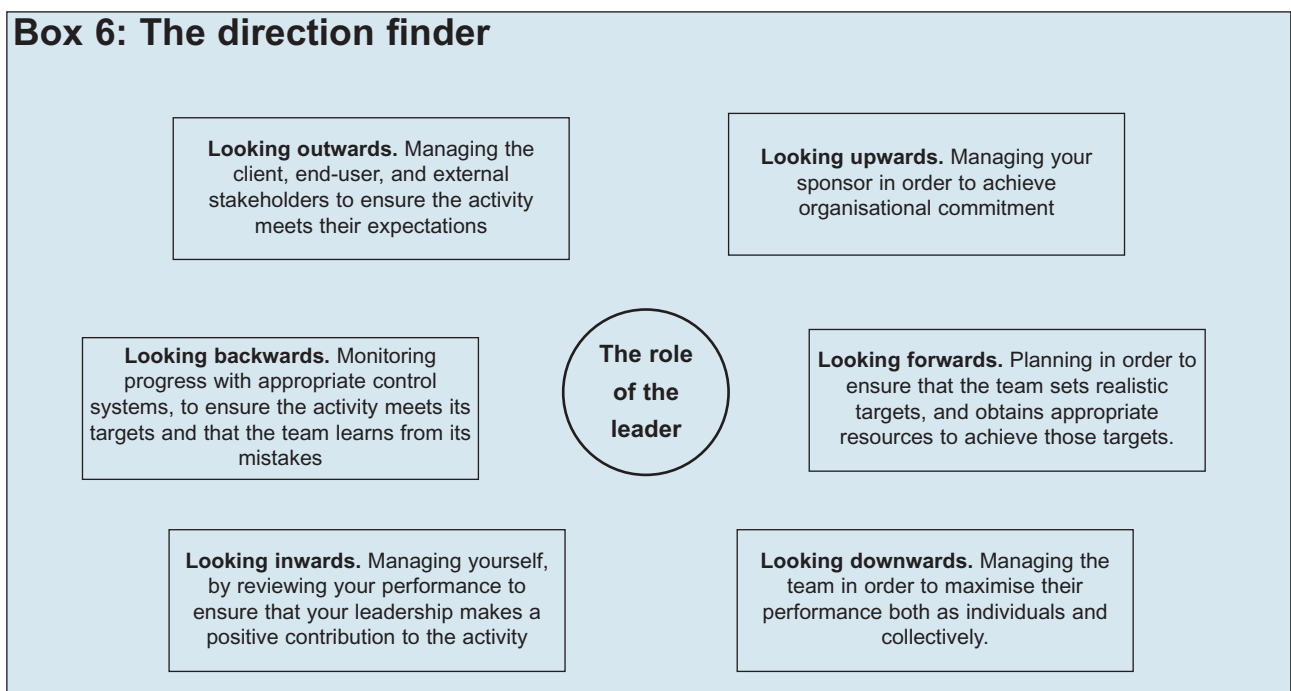 Box 6: The direction finder
Looking outwards. Managing the
client, end-user, and external
stakeholders to ensure the activity
meets their expectations
Looking upwards. Managing your
sponsor in order to achieve
organisational commitment
Looking backwards. Monitoring
progress with appropriate control
systems, to ensure the activity meets its
targets and that the team learns from its
mistakes
The role
of the
leader
Looking forwards. Planning in order to
ensure that the team sets realistic
targets, and obtains appropriate
resources to achieve those targets.
Looking inwards. Managing yourself,
by reviewing your performance to
ensure that your leadership makes a
positive contribution to the activity
Looking downwards. Managing the
team in order to maximise their
performance both as individuals and
collectively.